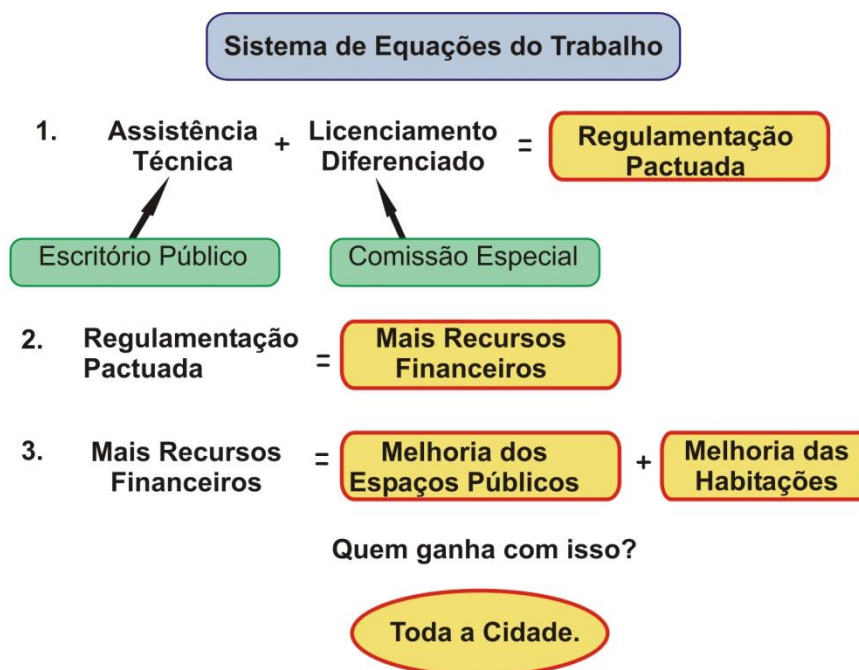 Sistema de Equações do Trabalho
1. Assistência + Licenciamento = Regulamentação
Técnica Diferenciado Pactuada
Escritório Público Comissão Especial
2. Regulamentação = Mais Recursos
Pactuada Financeiros
3. Mais Recursos = Melhoria dos + Melhoria das
Financeiros Espaços Públicos Habitações
Quem ganha com isso?
Toda a Cidade.